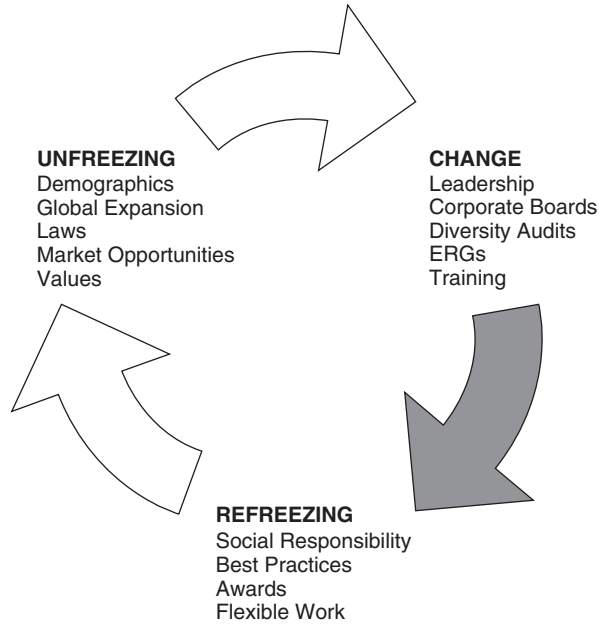 UNFREEZING
Demographics
Global Expansion
Laws
Market Opportunities
Values
CHANGE
Leadership
Corporate Boards
Diversity Audits
ERGs
Training
REFREEZING
Social Responsibility
Best Practices
Awards
Flexible Work